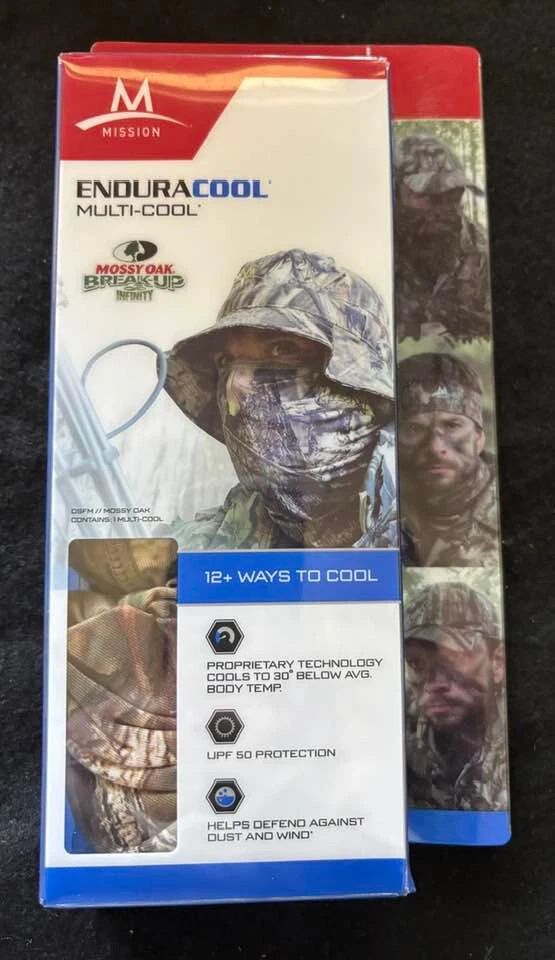 M
MISSION
ENDURACOOL®
MULTI-COOL®
MOSSY OAK
BREAK-UP
INFINITY
OSFM // MOSSY OAK
CONTAINS: 1 MULTI-COOL
12+ WAYS TO COOL
PROPRIETARY TECHNOLOGY
COOLS TO 30° BELOW AVG.
BODY TEMP.
UPF 50 PROTECTION
HELPS DEFEND AGAINST
DUST AND WIND*